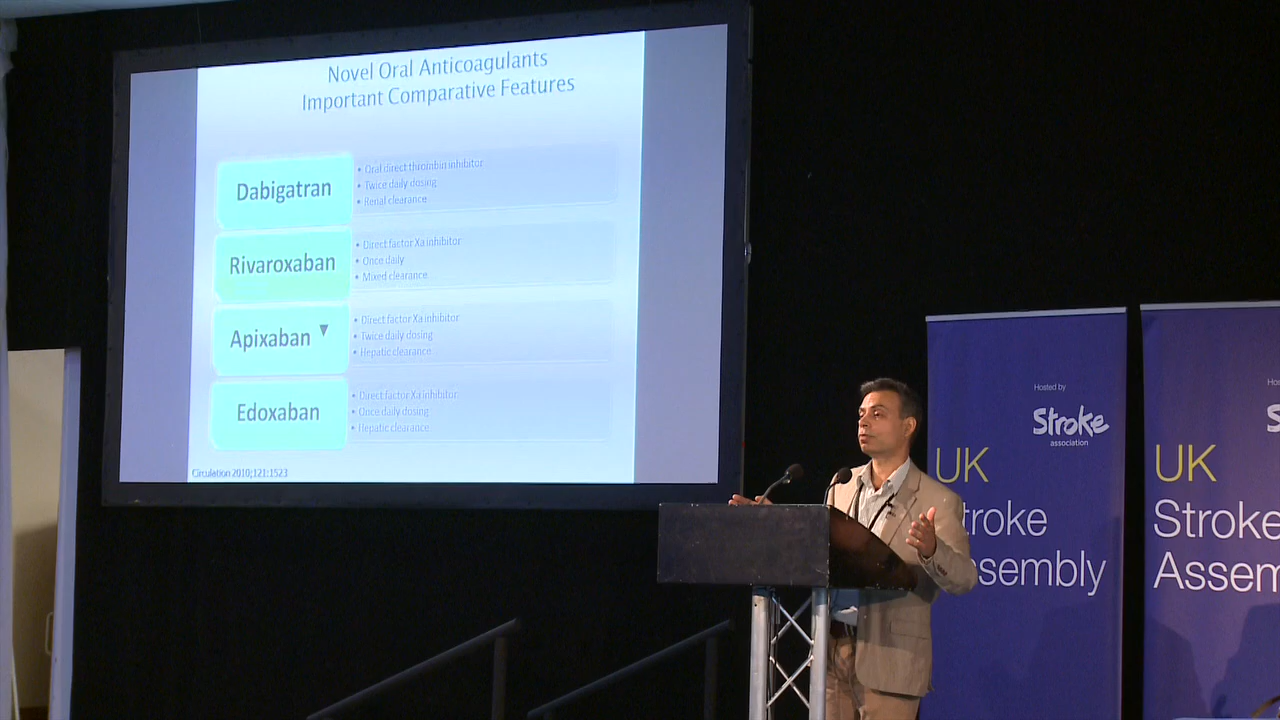 Novel Oral Anticoagulants
Important Comparative Features
Dabigatran
• Oral direct thrombin inhibitor
• Twice daily dosing
• Renal clearance
Rivaroxaban
• Direct factor Xa inhibitor
• Once daily
• Mixed clearance
Apixaban ▼
• Direct factor Xa inhibitor
• Twice daily dosing
• Hepatic clearance
Edoxaban
• Direct factor Xa inhibitor
• Once daily dosing
• Hepatic clearance
Circulation 2010;121:1523
Hosted by
Stroke
association
UK
troke
ssembly
Hos
S
UK
Stroke
Assem